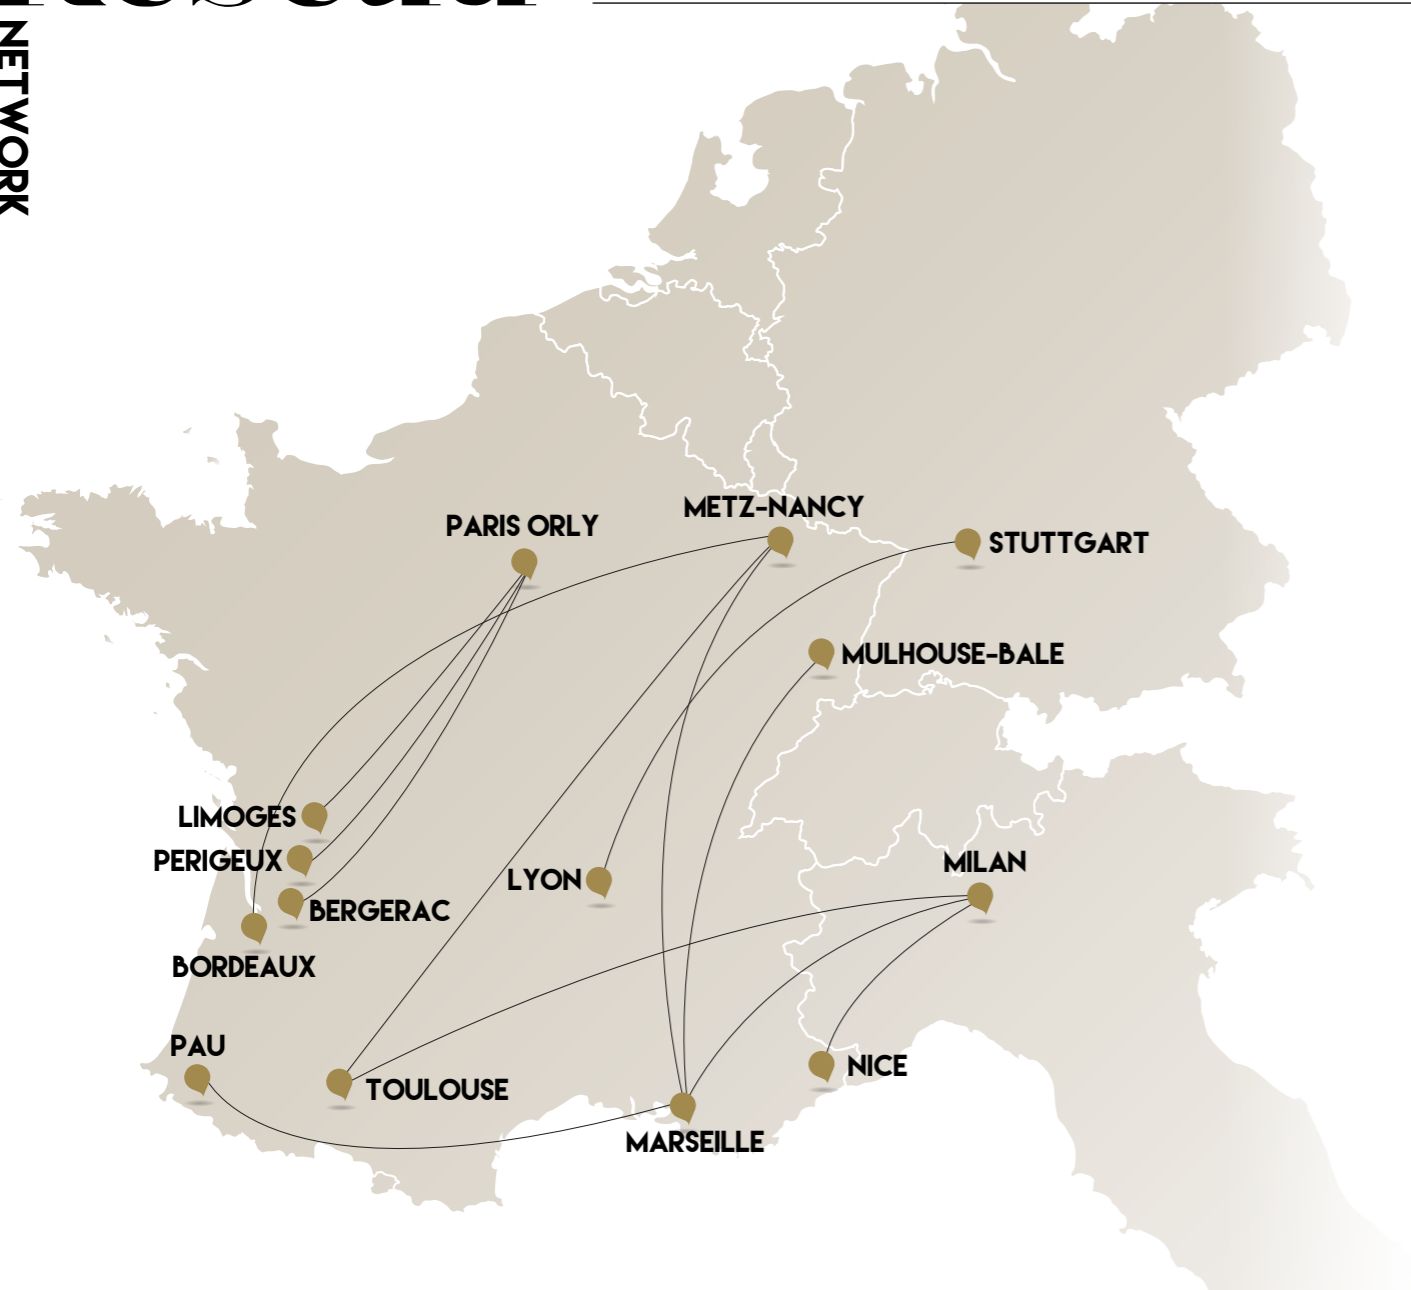 NETWORK
METZ-NANCY
PARIS ORLY
STUTTGART
MULHOUSE-BALE
LIMOGES
PERIGEUX
MILAN
LYON
BERGERAC
BORDEAUX
PAU
NICE
TOULOUSE
MARSEILLE